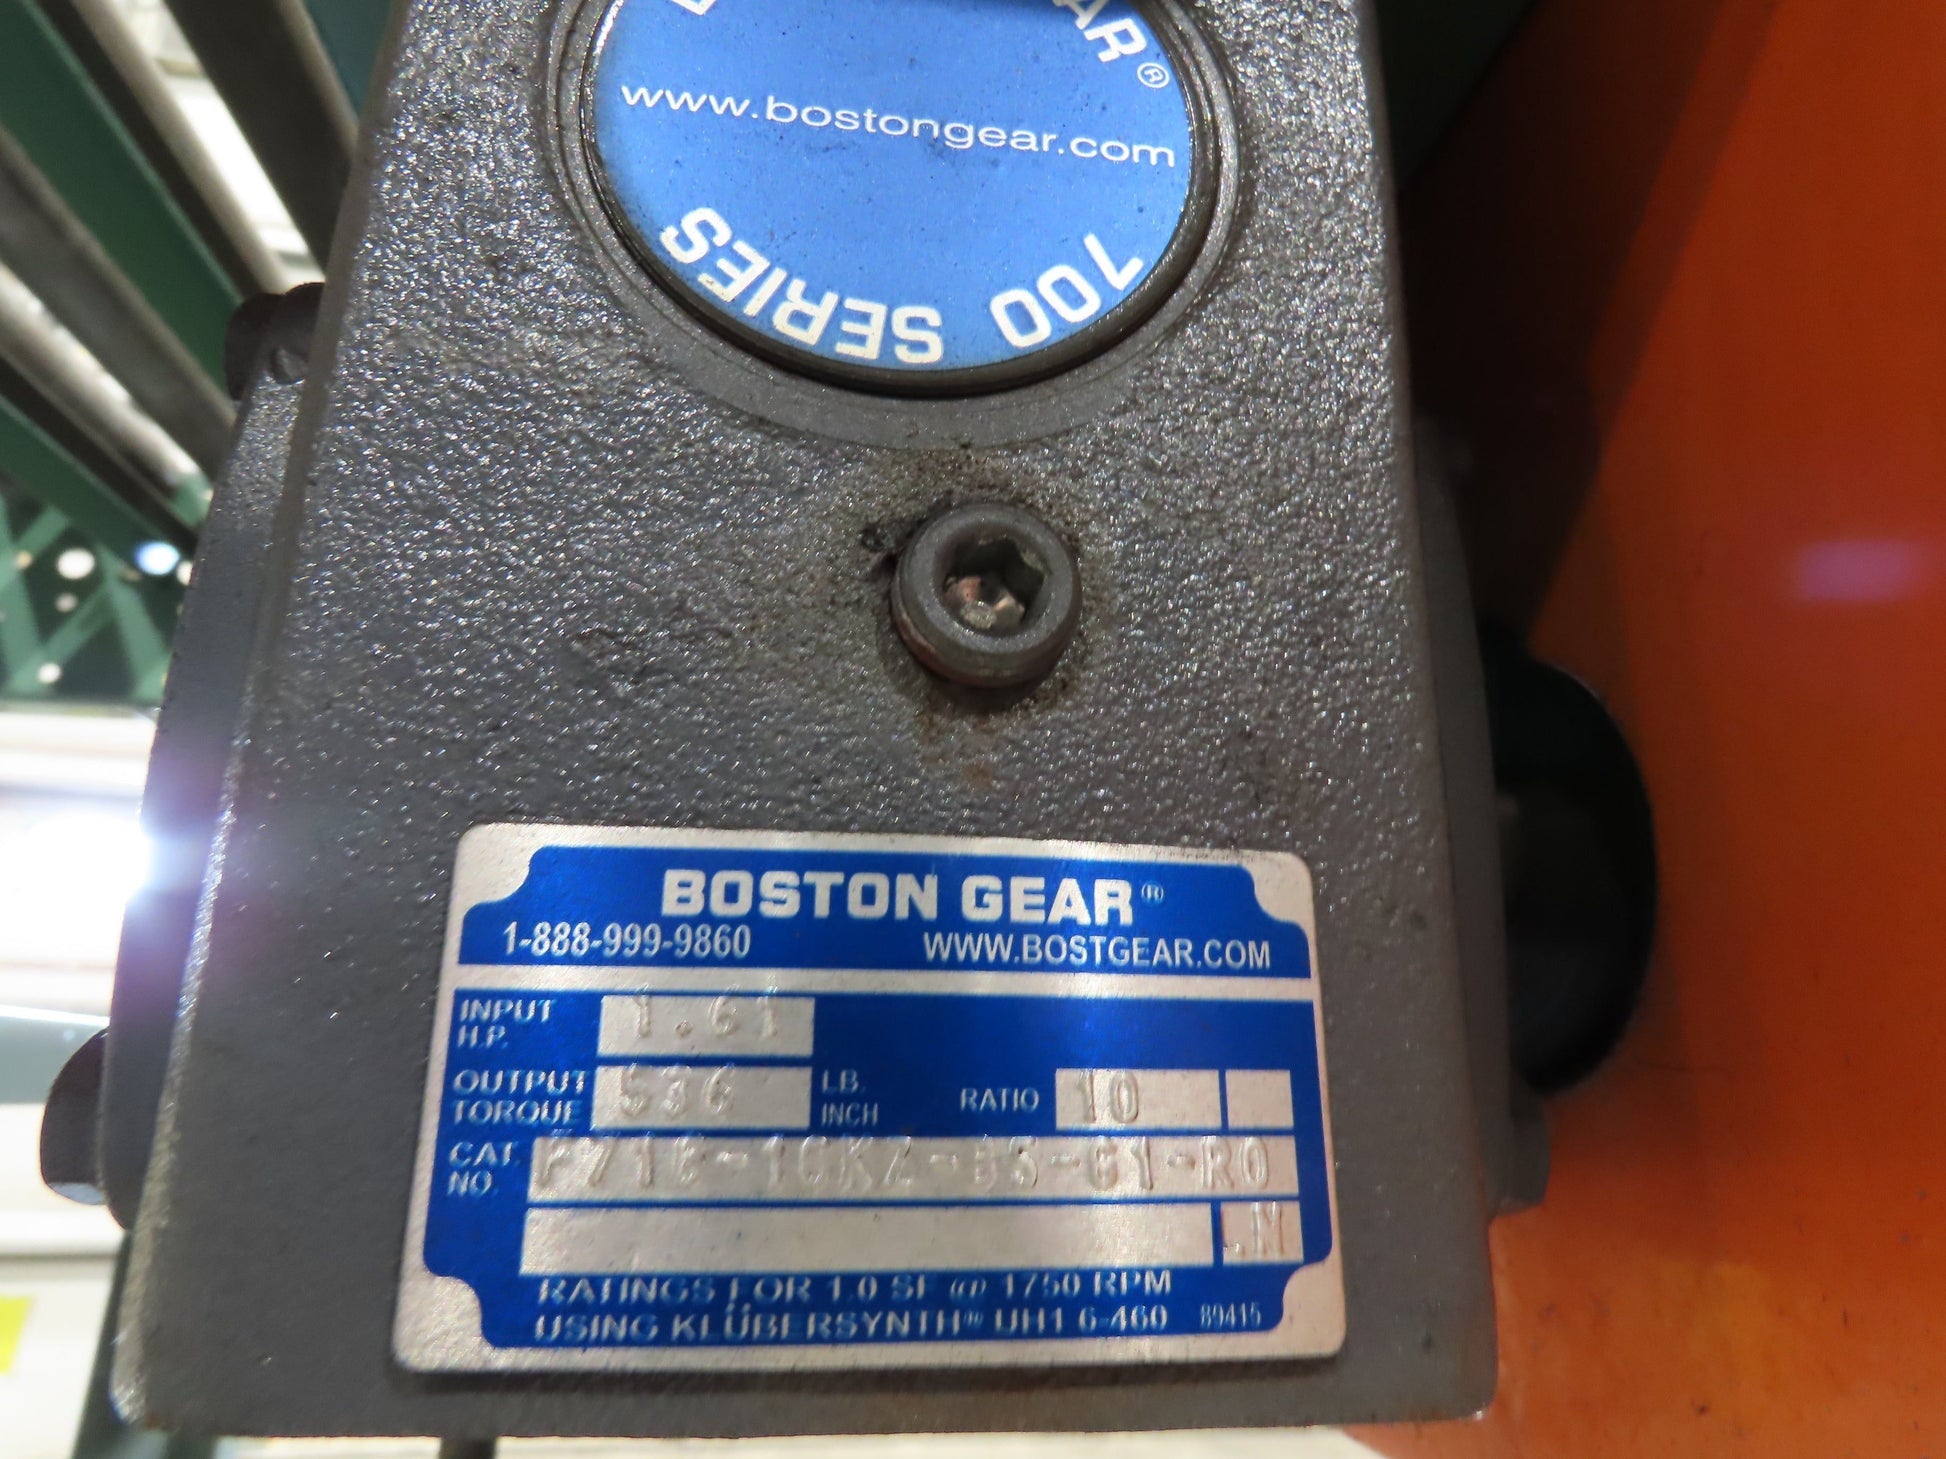 AR®
www.bostongear.com
700 SERIES
BOSTON GEAR®
1-888-999-9860 WWW.BOSTGEAR.COM
INPUT H.P. 1.61
OUTPUT TORQUE 536 LB. INCH RATIO 10
CAT. NO.
M
RATINGS FOR 1.0 SF @ 1750 RPM
USING KLÜBERSYNTH® UH1 6-460 89415